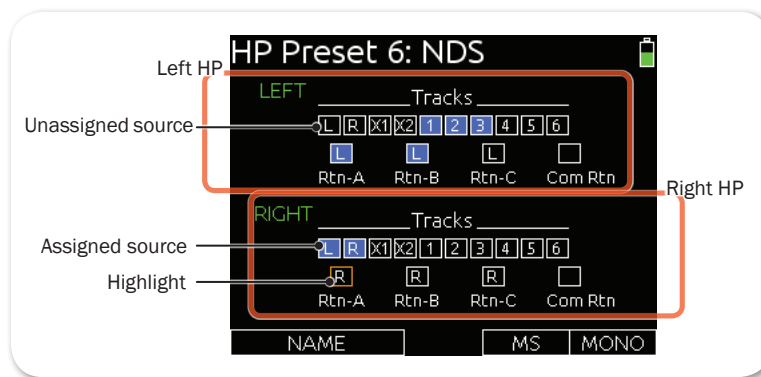 HP Preset 6: NDS
Left HP
LEFT
Tracks
Unassigned source
L R X1 X2 1 2 3 4 5 6
L L L
Rtn-A Rtn-B Rtn-C Com Rtn
Right HP
RIGHT
Tracks
Assigned source
L R X1 X2 1 2 3 4 5 6
Highlight
R R R
Rtn-A Rtn-B Rtn-C Com Rtn
NAME MS MONO